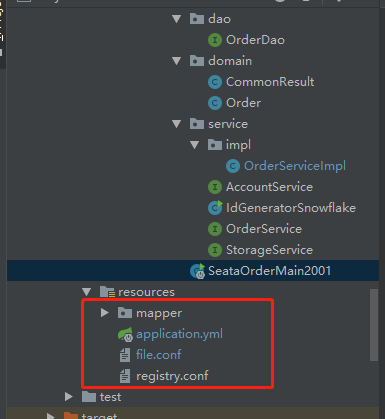 dao
OrderDao
domain
CommonResult
Order
service
impl
OrderServiceImpl
AccountService
IdGeneratorSnowflake
OrderService
StorageService
SeataOrderMain2001
resources
mapper
application.yml
file.conf
registry.conf
test
target